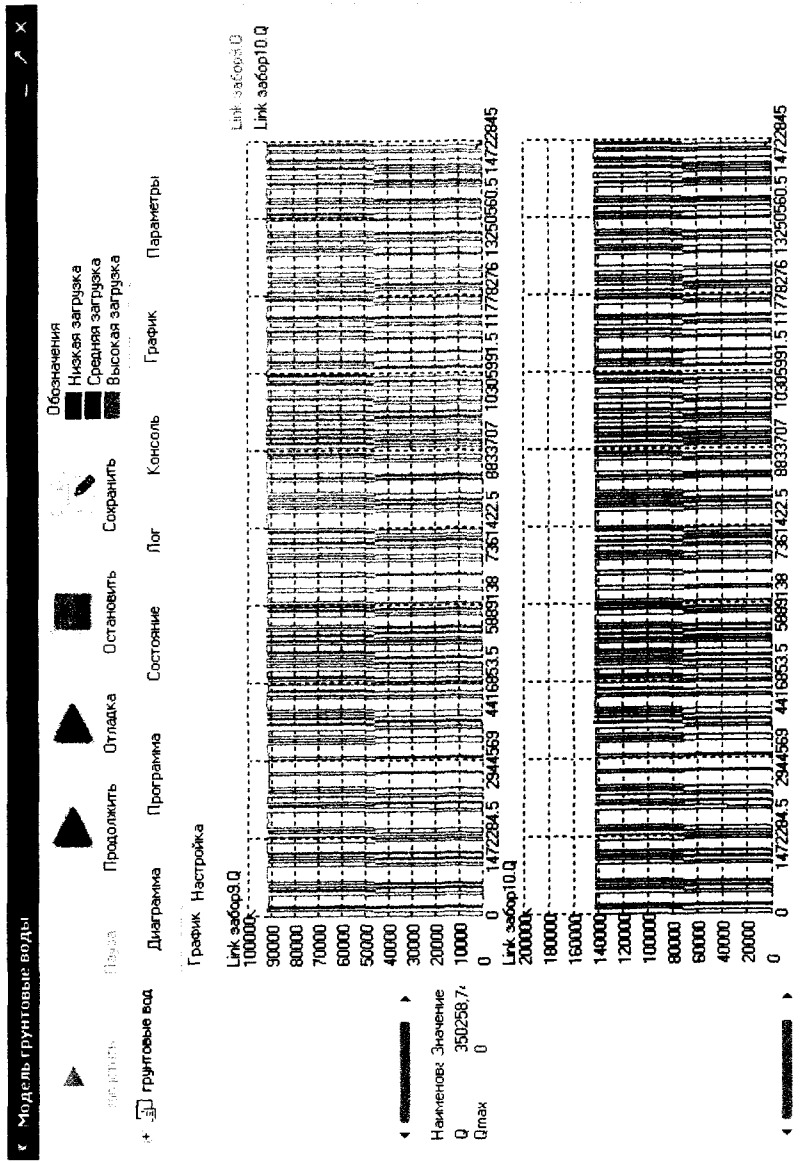 Модель грунтовые воды
Пауза
Продолжить
Отладка
Остановить
Сохранить
Обозначения
Низкая загрузка
Средняя загрузка
Высокая загрузка
+ грунтовые вод
Диаграмма
Программа
Состояние
Лог
Консоль
График
Параметры
График Настройка
Link забор9.Q
Link забор9.Q
Link забор10.Q
100000
90000
80000
70000
60000
50000
40000
30000
20000
10000
0
0 1472284.5 2944569 4416853.5 5889138 7361422.5 8833707 10305991.5 11778276 13250560.5 14722845
Наименова Значение
Q 350258,74
Qmax 0
Link забор10.Q
200000
180000
160000
140000
120000
100000
80000
60000
40000
20000
0
0 1472284.5 2944569 4416853.5 5889138 7361422.5 8833707 10305991.5 11778276 13250560.5 14722845